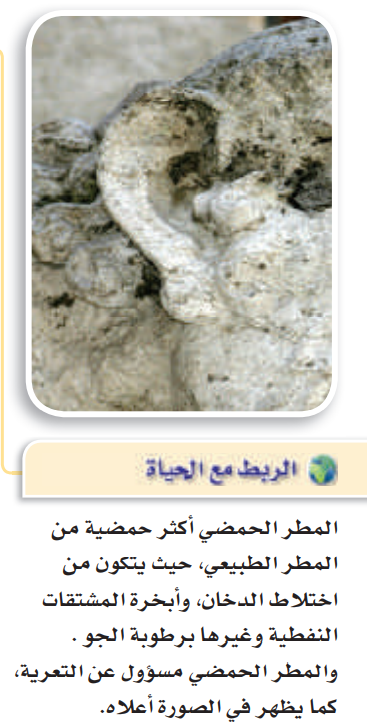 الربط مع الحياة
المطر الحمضي أكثر حمضية من
المطر الطبيعي، حيث يتكون من
اختلاط الدخان، وأبخرة المشتقات
النفطية وغيرها برطوبة الجو .
والمطر الحمضي مسؤول عن التعرية،
كما يظهر في الصورة أعلاه.